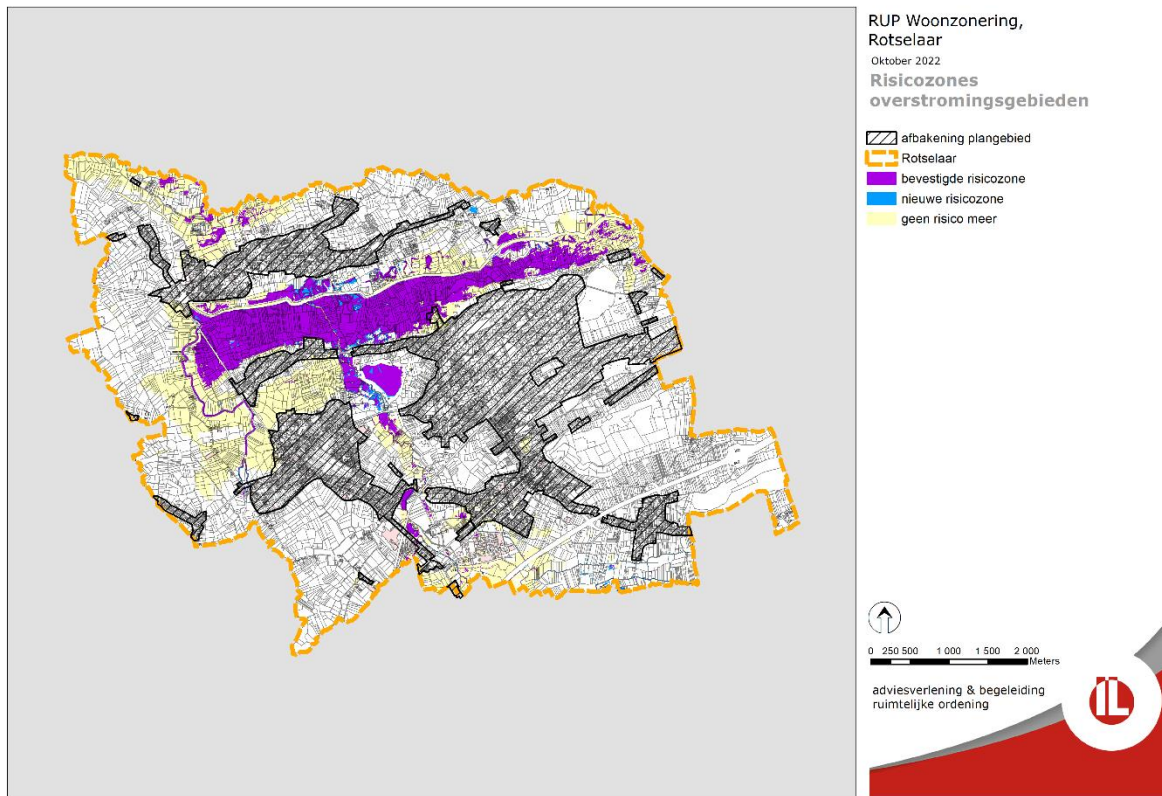 RUP Woonzonering,
Rotselaar
Oktober 2022
Risicozones
overstromingsgebieden
afbakening plangebied
Rotselaar
bevestigde risicozone
nieuwe risicozone
geen risico meer
0 250 500 1 000 1 500 2 000
Meters
adviesverlening & begeleiding
ruimtelijke ordening
IL